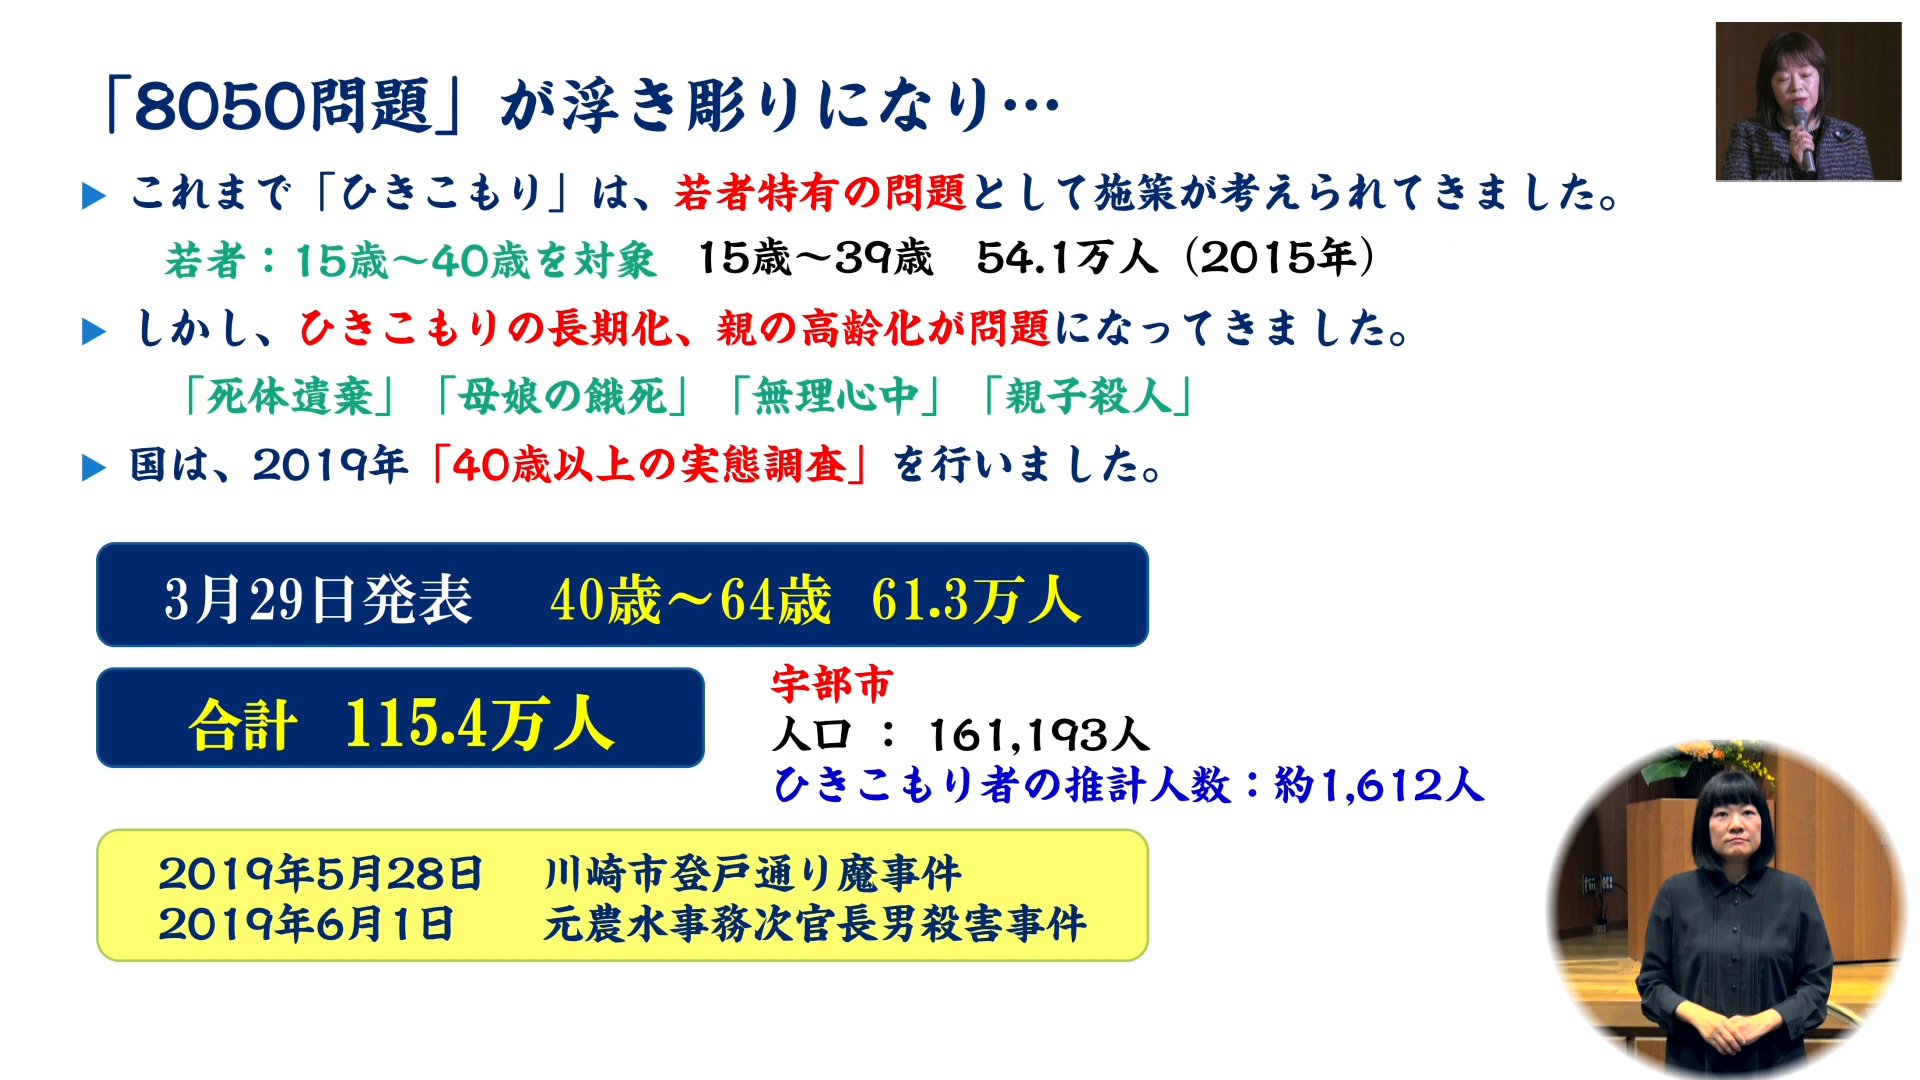 「8050問題」が浮き彫りになり…
これまで「ひきこもり」は、若者特有の問題として施策が考えられてきました。
若者：15歳～40歳を対象　15歳～39歳　54.1万人（2015年）
しかし、ひきこもりの長期化、親の高齢化が問題になってきました。
「死体遺棄」「母娘の餓死」「無理心中」「親子殺人」
国は、2019年「40歳以上の実態調査」を行いました。
3月29日発表　40歳～64歳　61.3万人
合計　115.4万人
宇部市
人口 ： 161,193人
ひきこもり者の推計人数：約1,612人
2019年5月28日　川崎市登戸通り魔事件
2019年6月1日　元農水事務次官長男殺害事件